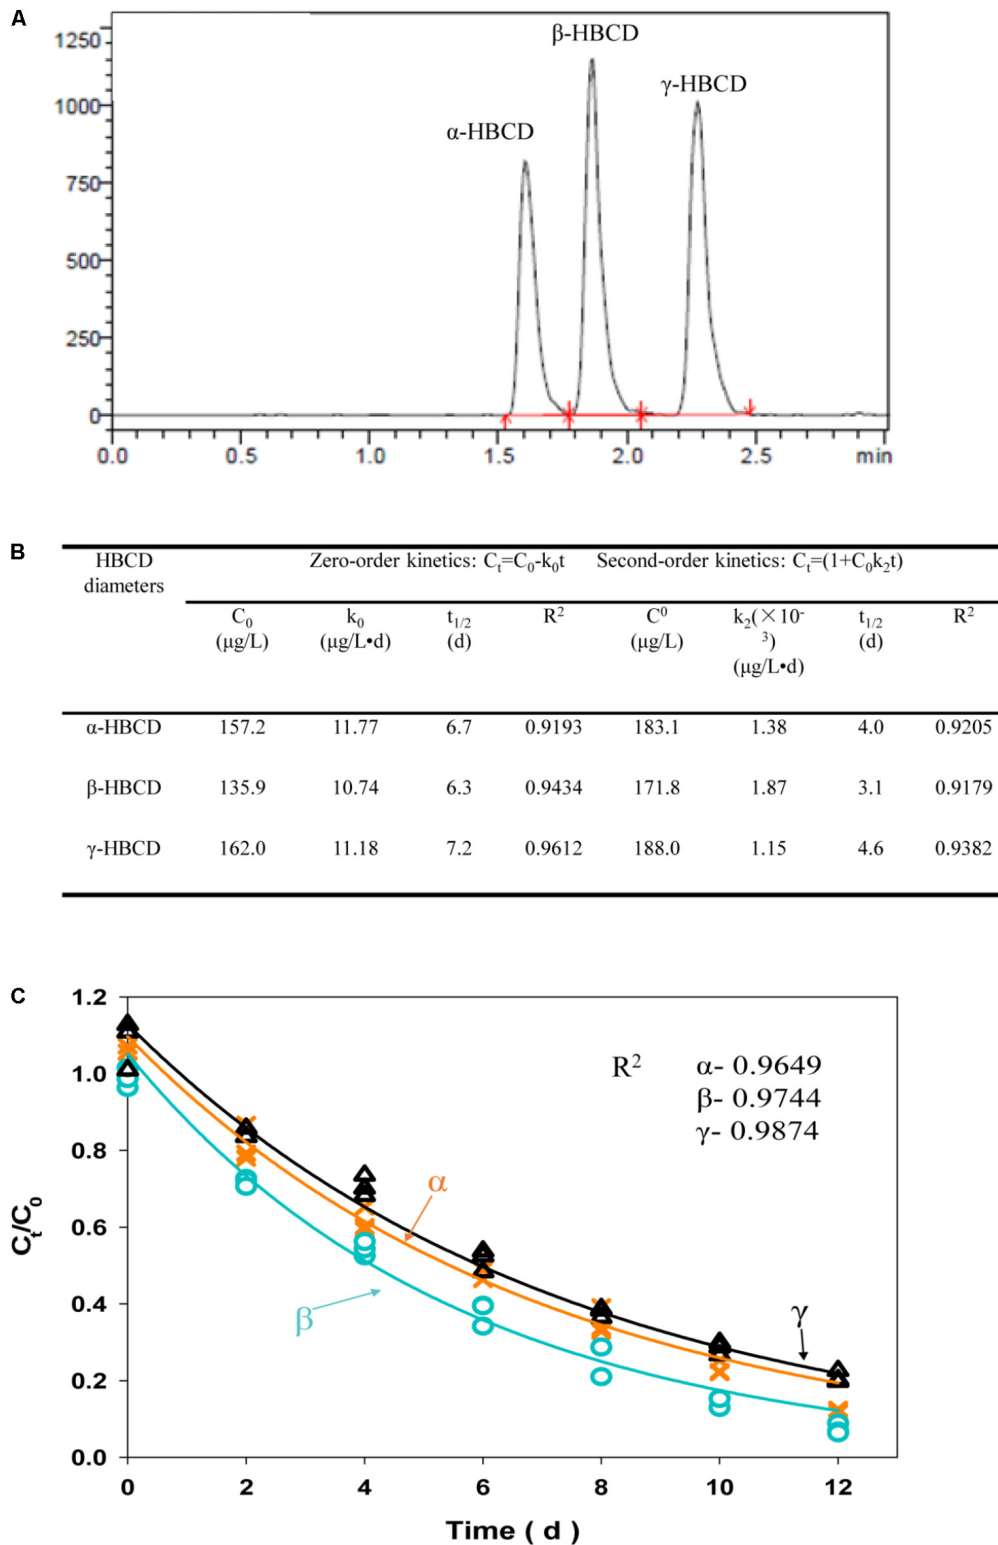 A
β-HBCD
γ-HBCD
α-HBCD
1250
1000
750
500
250
0
0.0 0.5 1.0 1.5 2.0 2.5 min
B
HBCD diameters Zero-order kinetics: Cₜ=C₀-k₀t Second-order kinetics: Cₜ=(1+C₀k₂t)
C₀ (μg/L) k₀ (μg/L•d) t₁/₂ (d) R² C⁰ (μg/L) k₂(×10⁻³) (μg/L•d) t₁/₂ (d) R²
α-HBCD 157.2 11.77 6.7 0.9193 183.1 1.38 4.0 0.9205
β-HBCD 135.9 10.74 6.3 0.9434 171.8 1.87 3.1 0.9179
γ-HBCD 162.0 11.18 7.2 0.9612 188.0 1.15 4.6 0.9382
C
1.2
1.0
0.8
0.6
0.4
0.2
0.0
Cₜ/C₀
R² α- 0.9649
β- 0.9744
γ- 0.9874
α
β
γ
0 2 4 6 8 10 12
Time ( d )